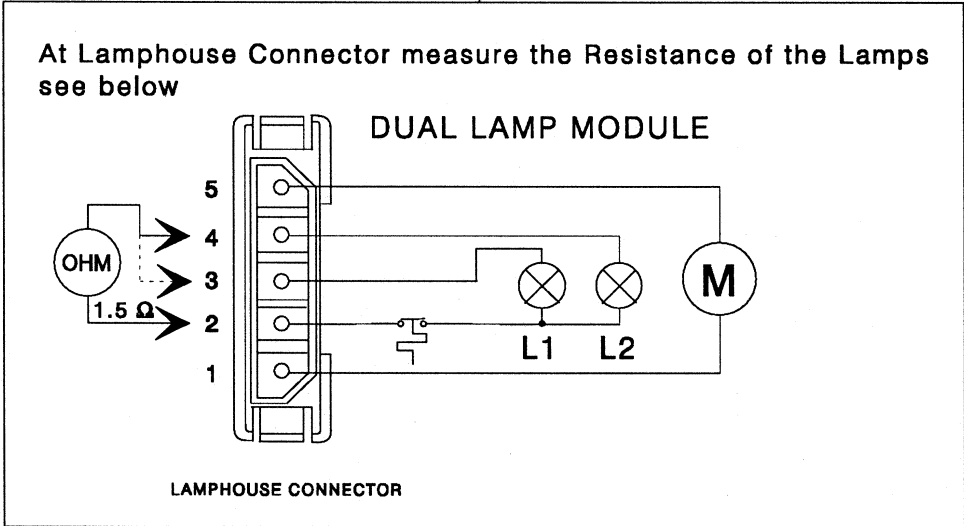 At Lamphouse Connector measure the Resistance of the Lamps
see below
DUAL LAMP MODULE
5
4
OHM
3
1.5 Ω
2
1
L1
L2
M
LAMPHOUSE CONNECTOR